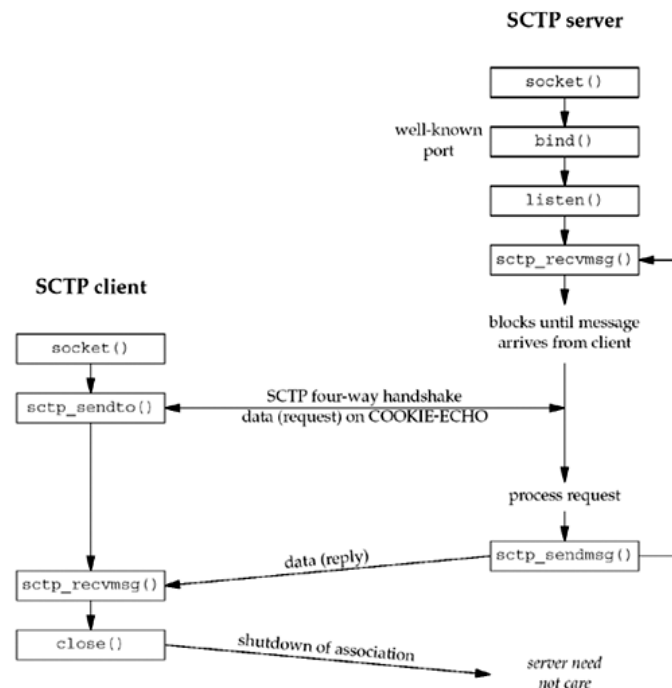 SCTP server
socket()
well-known
port
bind()
listen()
sctp_recvmsg()
SCTP client
blocks until message
arrives from client
socket()
sctp_sendto()
SCTP four-way handshake
data (request) on COOKIE-ECHO
process request
sctp_sendmsg()
data (reply)
sctp_recvmsg()
close()
shutdown of association
server need
not care